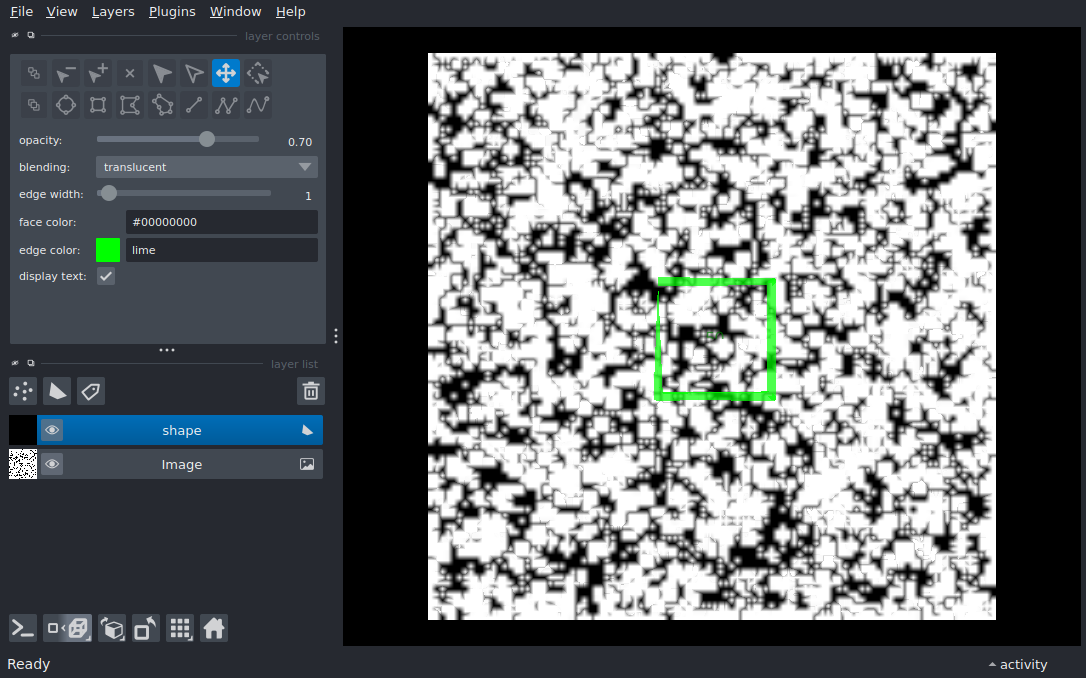 File View Layers Plugins Window Help
layer controls
opacity: 0.70
blending: translucent
edge width: 1
face color: #00000000
edge color: lime
display text:
layer list
shape
Image
Ready
activity